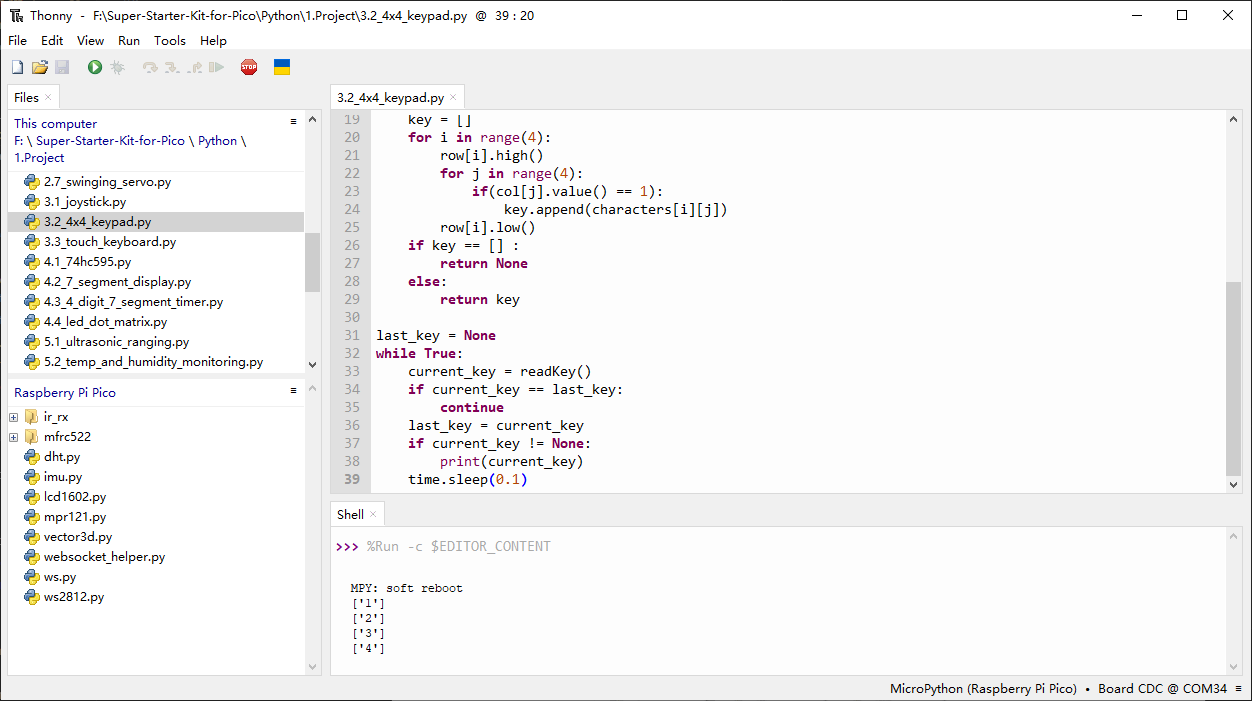 Thonny - F:\Super-Starter-Kit-for-Pico\Python\1.Project\3.2_4x4_keypad.py @ 39 : 20
File Edit View Run Tools Help
STOP
Files
This computer
F: \ Super-Starter-Kit-for-Pico \ Python \
1.Project
2.7_swinging_servo.py
3.1_joystick.py
3.2_4x4_keypad.py
3.3_touch_keyboard.py
4.1_74hc595.py
4.2_7_segment_display.py
4.3_4_digit_7_segment_timer.py
4.4_led_dot_matrix.py
5.1_ultrasonic_ranging.py
5.2_temp_and_humidity_monitoring.py
Raspberry Pi Pico
ir_rx
mfrc522
dht.py
imu.py
lcd1602.py
mpr121.py
vector3d.py
websocket_helper.py
ws.py
ws2812.py
3.2_4x4_keypad.py
19     key = []
20     for i in range(4):
21         row[i].high()
22         for j in range(4):
23             if(col[j].value() == 1):
24                 key.append(characters[i][j])
25         row[i].low()
26     if key == [] :
27         return None
28     else:
29         return key
30
31 last_key = None
32 while True:
33     current_key = readKey()
34     if current_key == last_key:
35         continue
36     last_key = current_key
37     if current_key != None:
38         print(current_key)
39     time.sleep(0.1)
Shell
>>> %Run -c $EDITOR_CONTENT
MPY: soft reboot
['1']
['2']
['3']
['4']
MicroPython (Raspberry Pi Pico) • Board CDC @ COM34 ≡